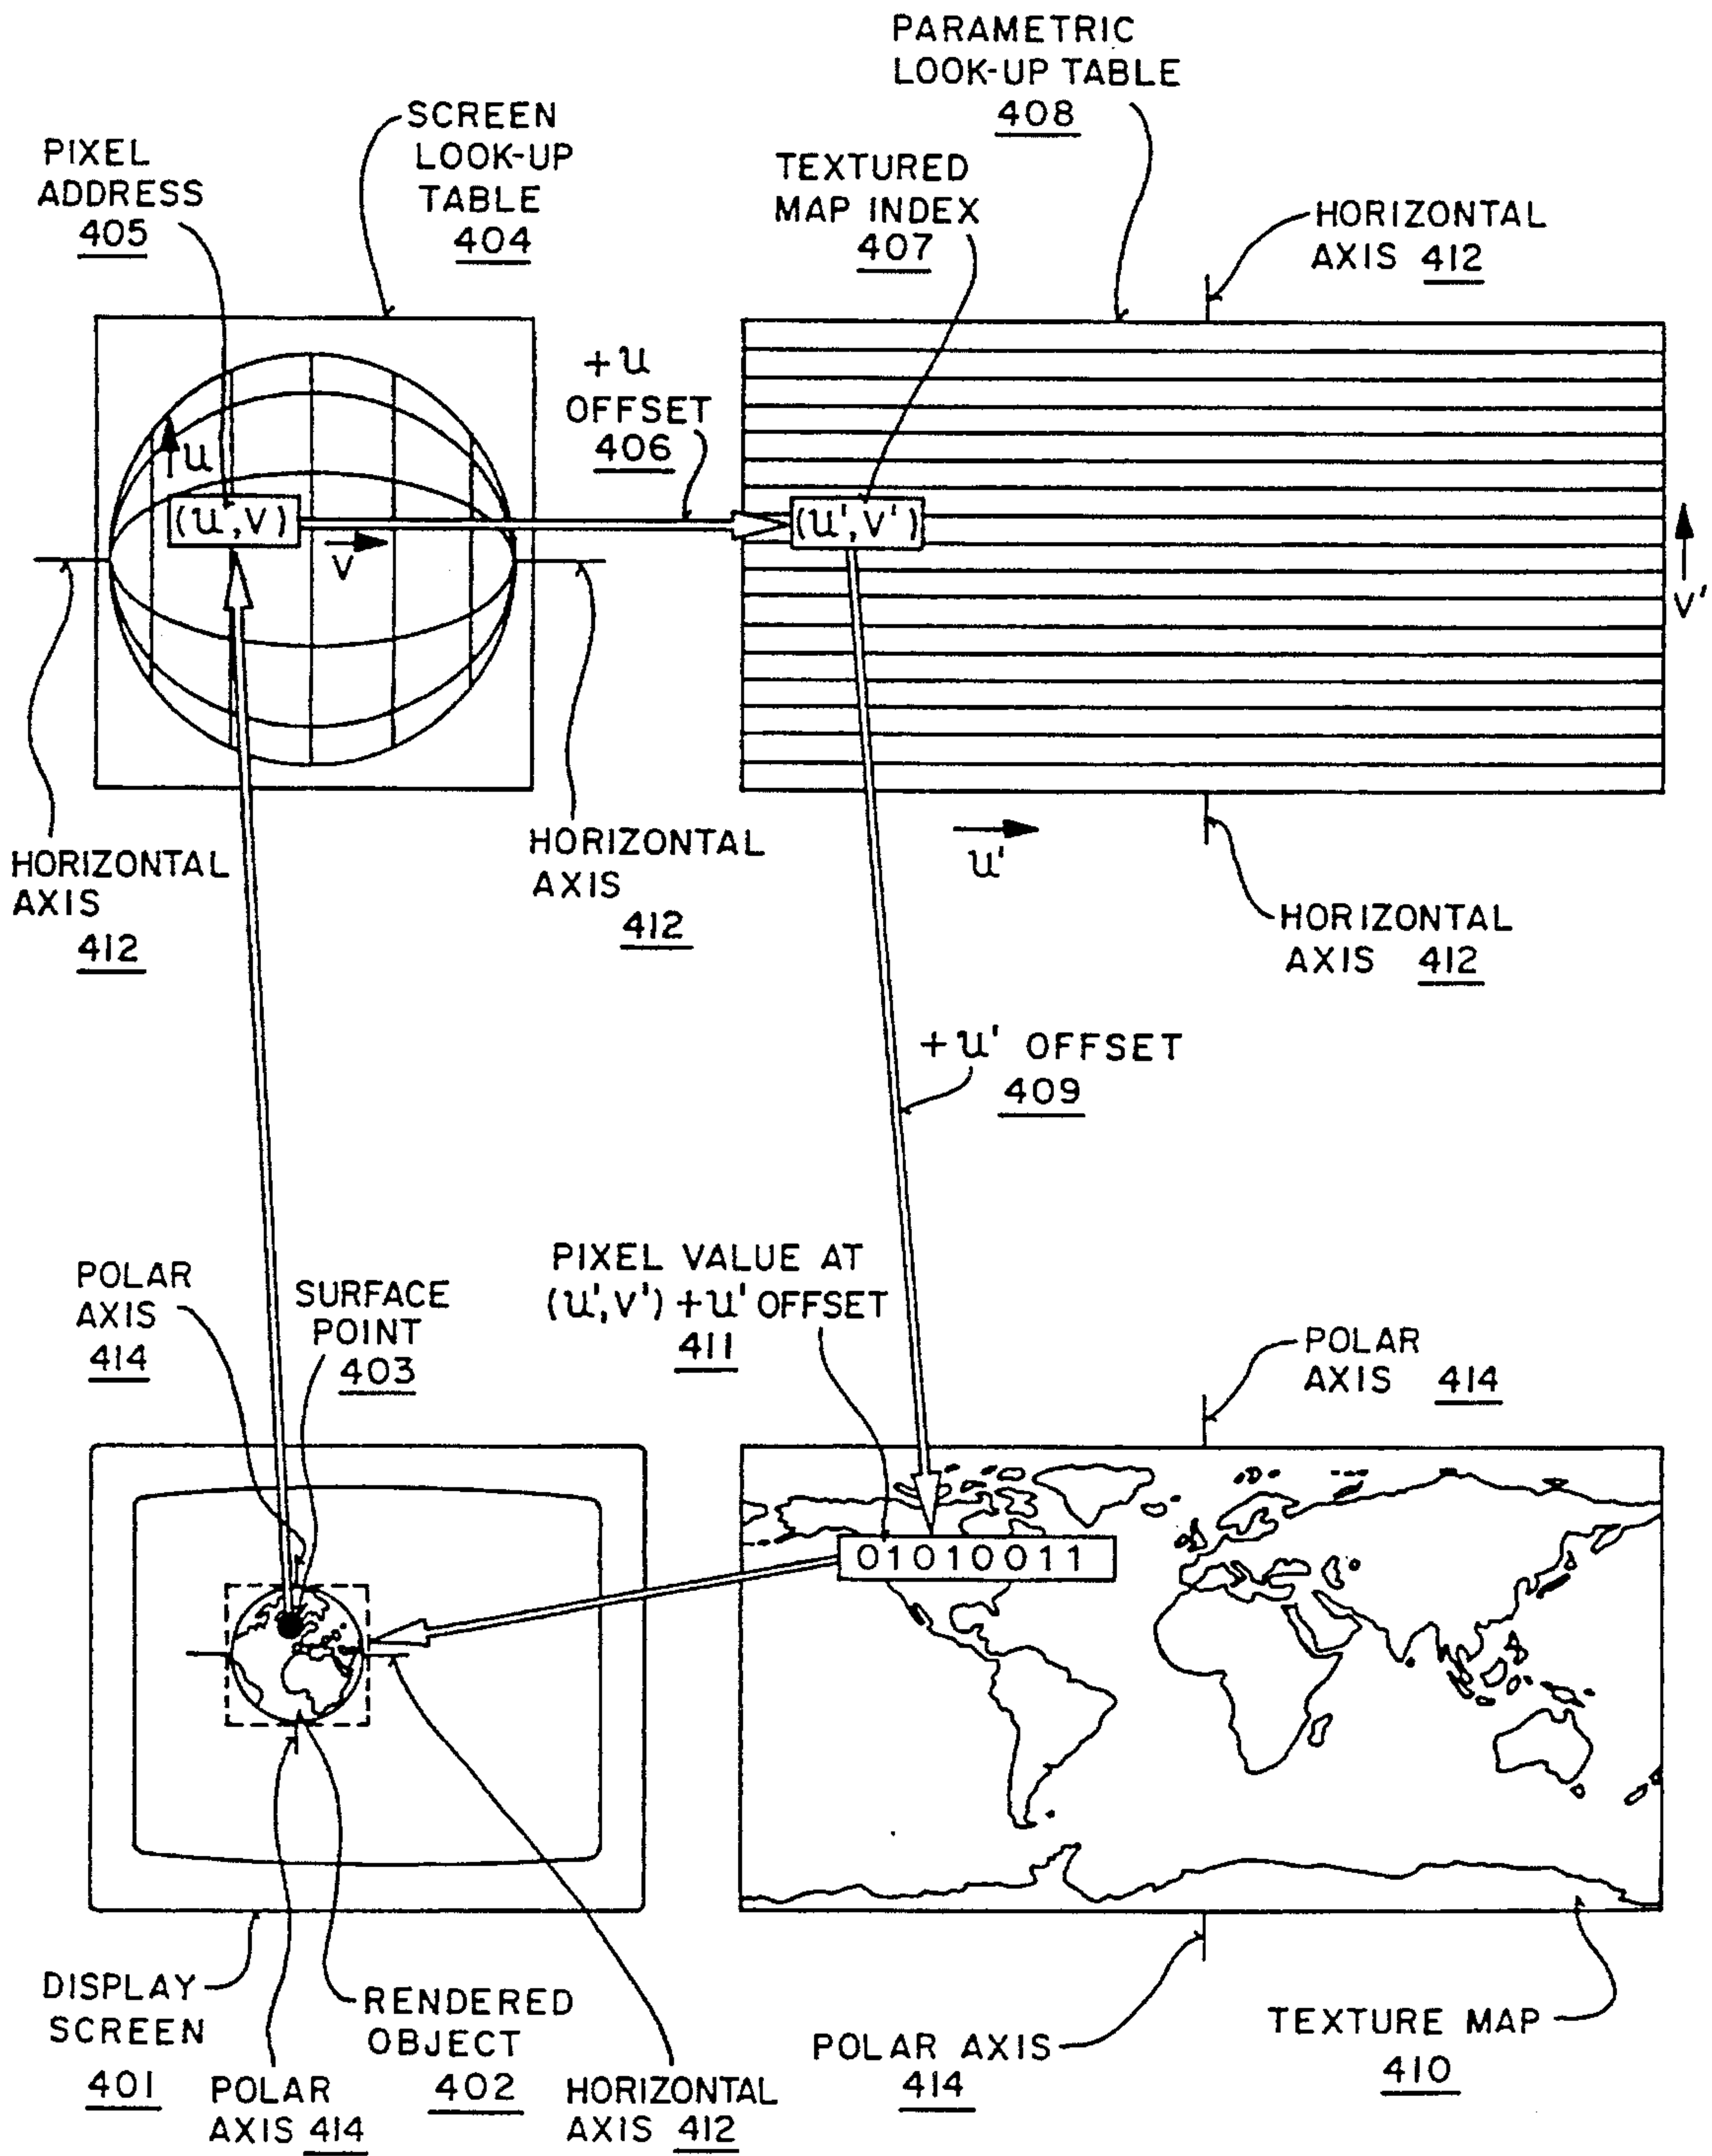 PARAMETRIC
LOOK-UP TABLE
408
SCREEN
LOOK-UP
TABLE
404
PIXEL
ADDRESS
405
TEXTURED
MAP INDEX
407
HORIZONTAL
AXIS 412
+u
OFFSET
406
u
(u,v)
v
(u',v')
v'
u'
HORIZONTAL
AXIS
412
HORIZONTAL
AXIS
412
HORIZONTAL
AXIS 412
+u' OFFSET
409
PIXEL VALUE AT
(u',v') +u' OFFSET
411
POLAR
AXIS
414
SURFACE
POINT
403
POLAR
AXIS 414
01010011
DISPLAY
SCREEN
401
POLAR
AXIS 414
RENDERED
OBJECT
402
HORIZONTAL
AXIS 412
POLAR AXIS
414
TEXTURE MAP
410